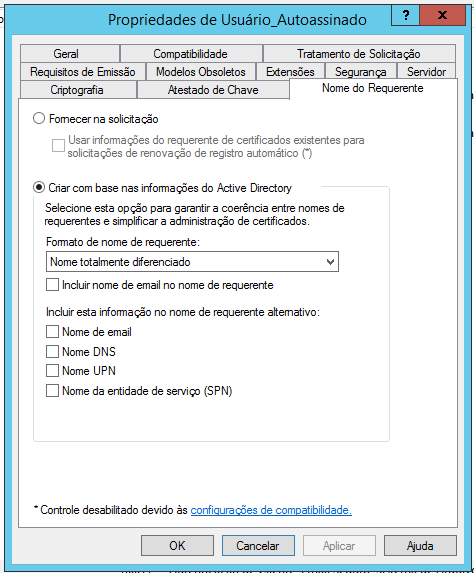 Propriedades de Usuário_Autoassinado
? x
Geral Compatibilidade Tratamento de Solicitação
Requisitos de Emissão Modelos Obsoletos Extensões Segurança Servidor
Criptografia Atestado de Chave Nome do Requerente
Fornecer na solicitação
Usar informações do requerente de certificados existentes para
solicitações de renovação de registro automático (*)
Criar com base nas informações do Active Directory
Selecione esta opção para garantir a coerência entre nomes de
requerentes e simplificar a administração de certificados.
Formato de nome de requerente:
Nome totalmente diferenciado
Incluir nome de email no nome de requerente
Incluir esta informação no nome de requerente alternativo:
Nome de email
Nome DNS
Nome UPN
Nome da entidade de serviço (SPN)
* Controle desabilitado devido às configurações de compatibilidade.
OK Cancelar Aplicar Ajuda